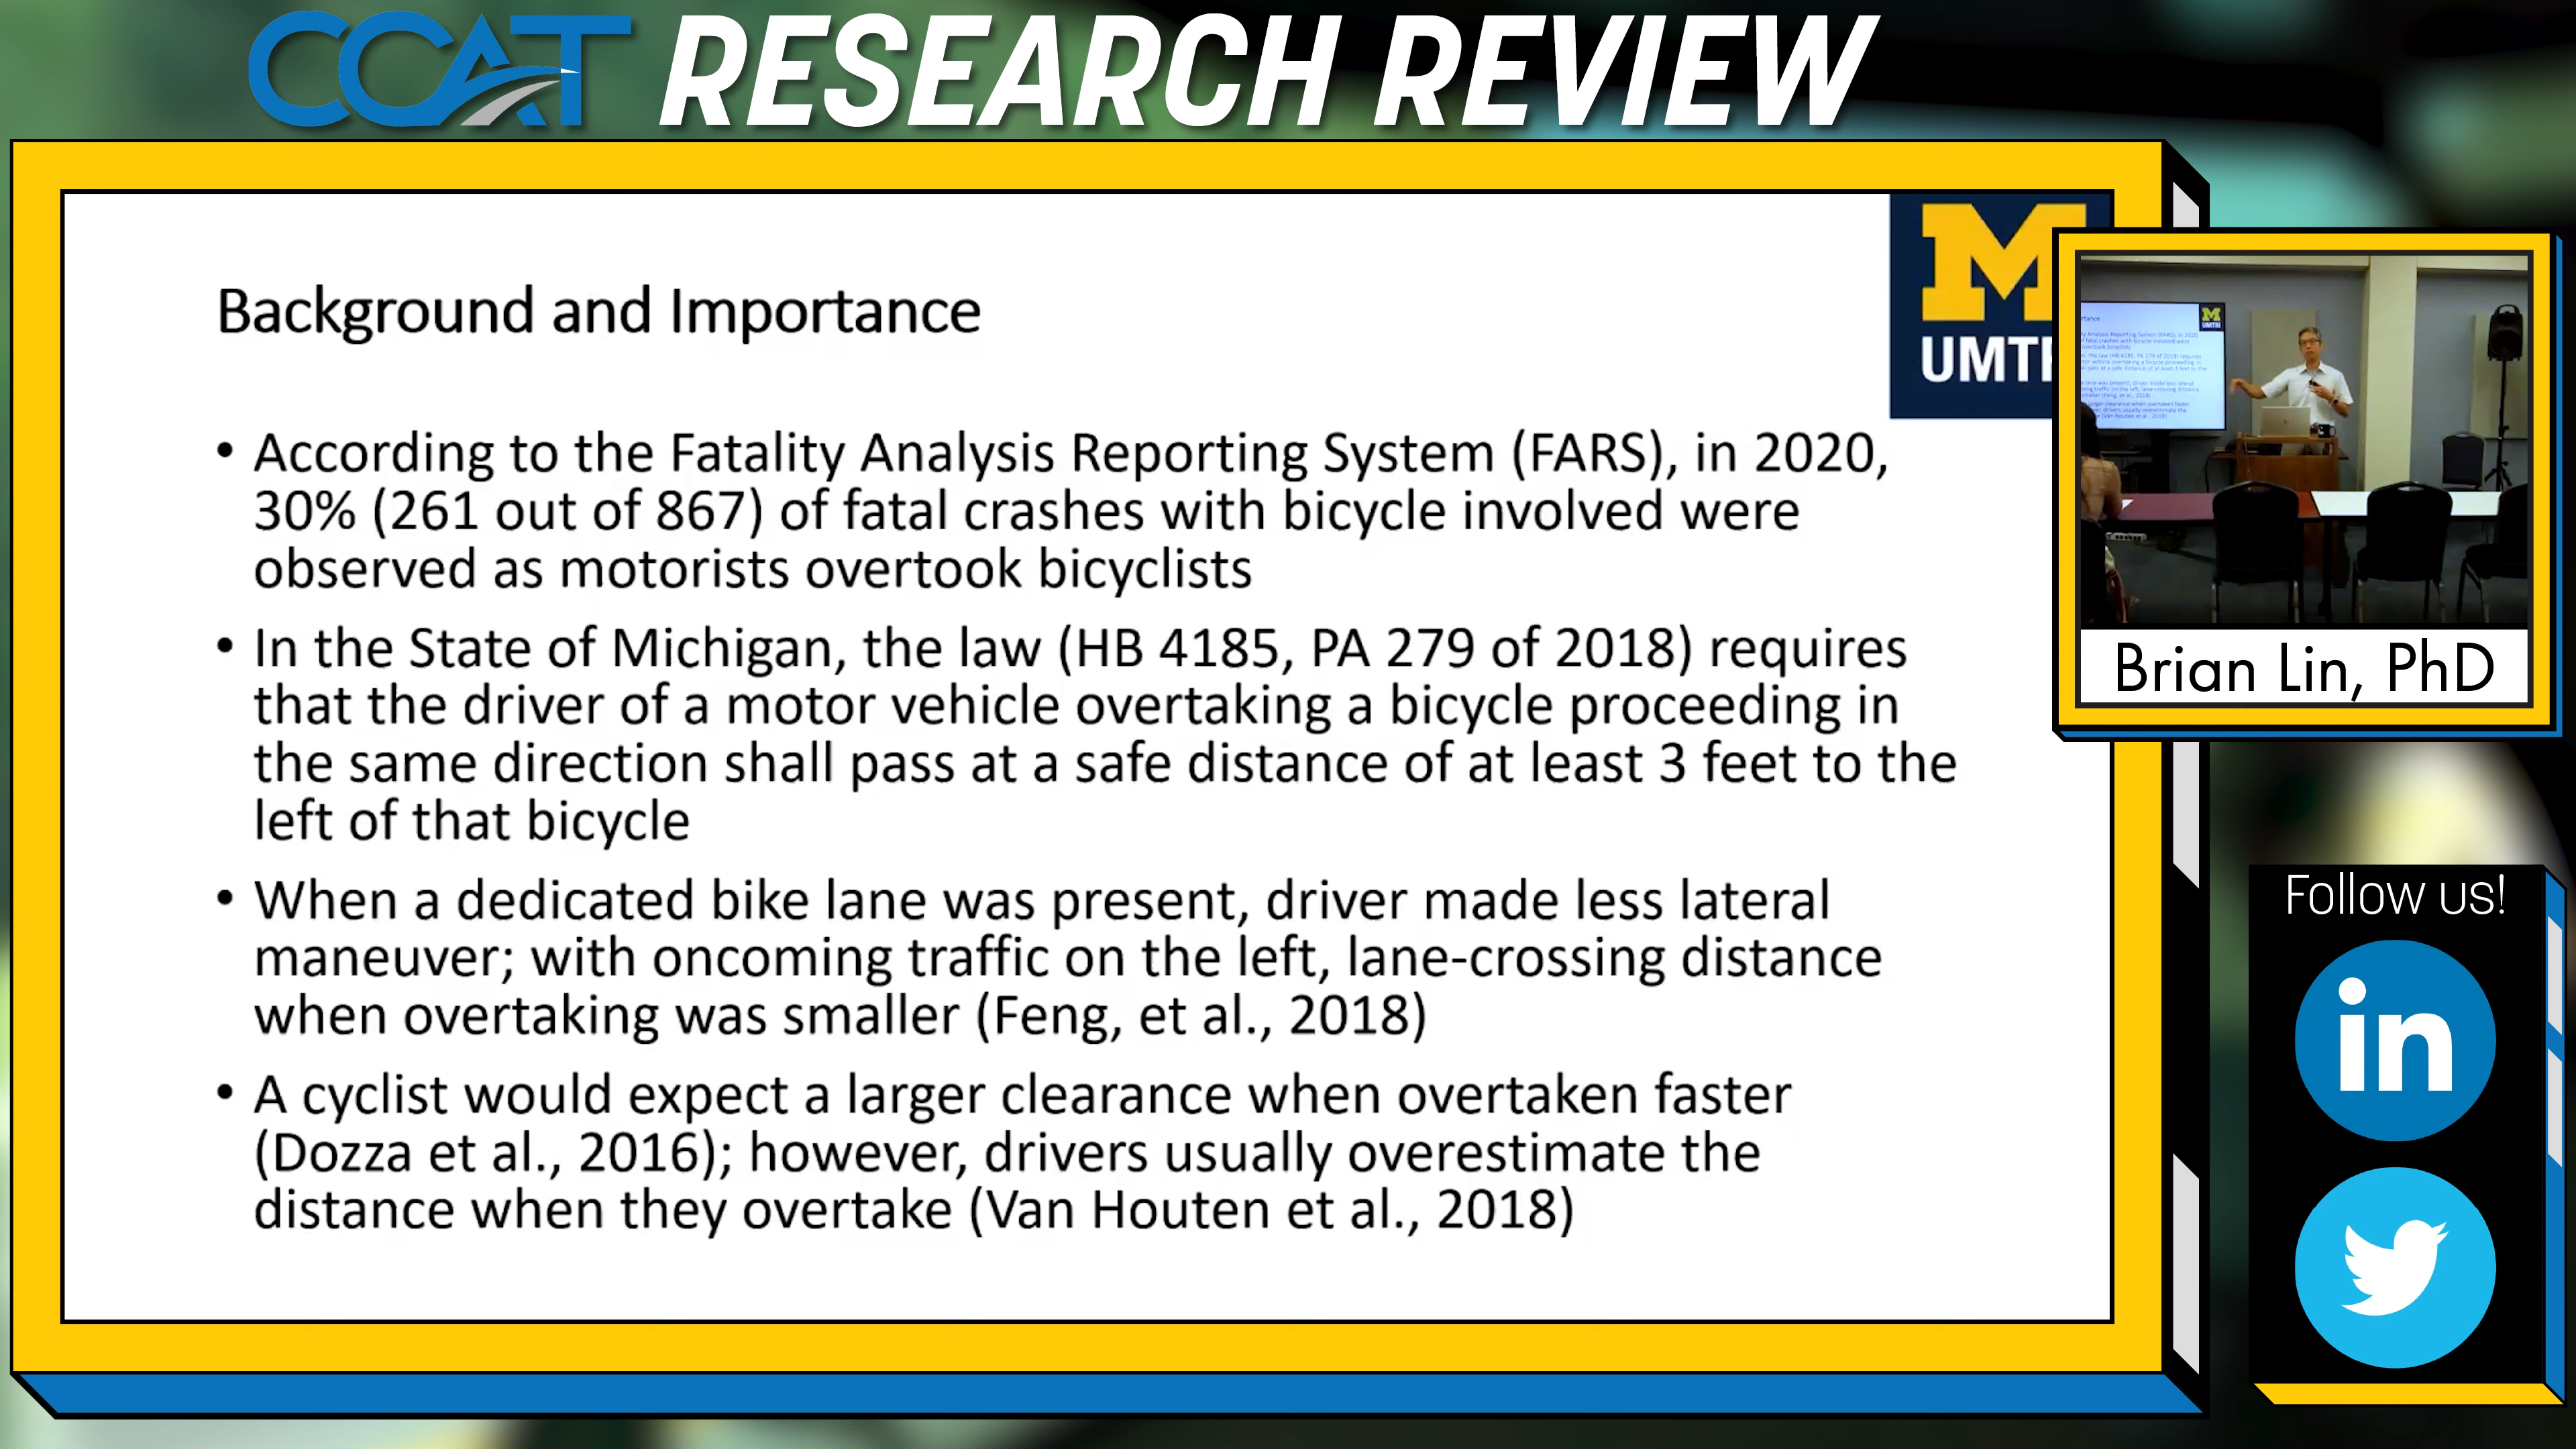 CCAT RESEARCH REVIEW
M
UMTR
Background and Importance
• According to the Fatality Analysis Reporting System (FARS), in 2020,
30% (261 out of 867) of fatal crashes with bicycle involved were
observed as motorists overtook bicyclists
• In the State of Michigan, the law (HB 4185, PA 279 of 2018) requires
that the driver of a motor vehicle overtaking a bicycle proceeding in
the same direction shall pass at a safe distance of at least 3 feet to the
left of that bicycle
• When a dedicated bike lane was present, driver made less lateral
maneuver; with oncoming traffic on the left, lane-crossing distance
when overtaking was smaller (Feng, et al., 2018)
• A cyclist would expect a larger clearance when overtaken faster
(Dozza et al., 2016); however, drivers usually overestimate the
distance when they overtake (Van Houten et al., 2018)
M
UMTRI
Brian Lin, PhD
Follow us!
in